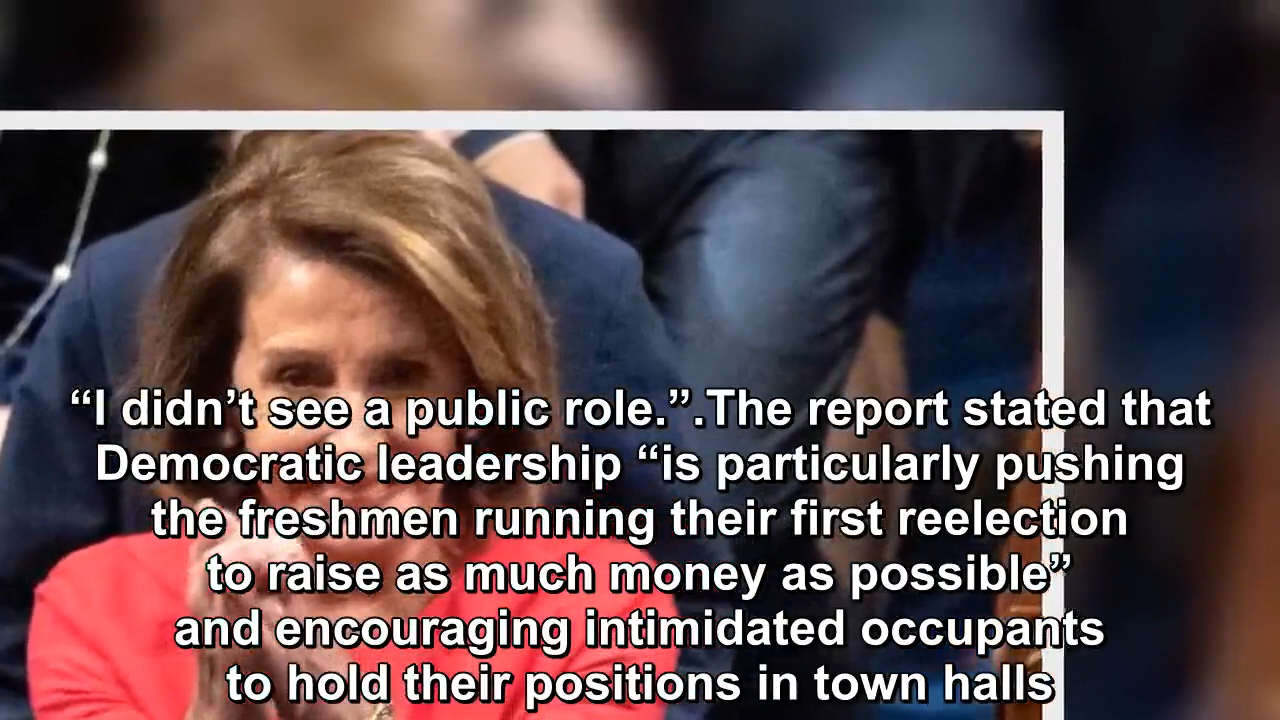 “I didn’t see a public role.”.The report stated that
Democratic leadership “is particularly pushing
the freshmen running their first reelection
to raise as much money as possible”
and encouraging intimidated occupants
to hold their positions in town halls